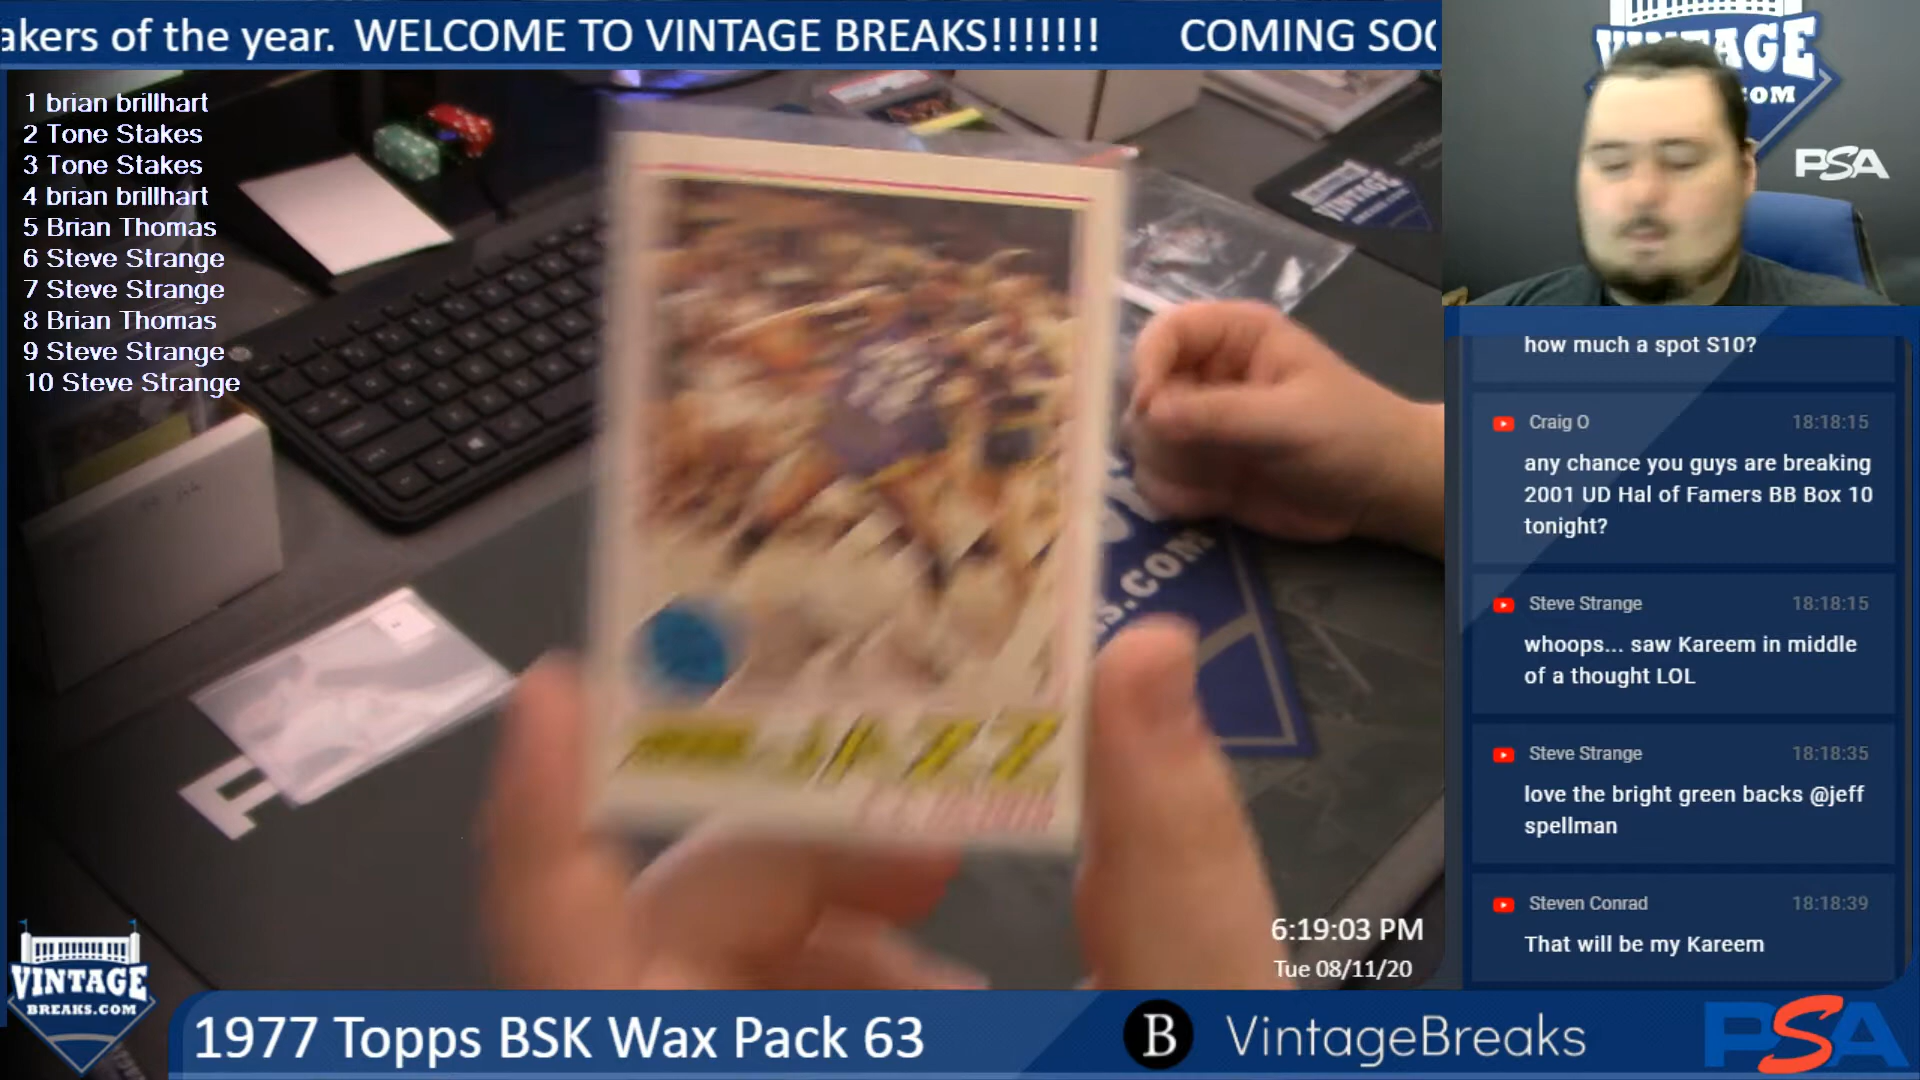 akers of the year. WELCOME TO VINTAGE BREAKS!!!!!!! COMING SOO
1 brian brillhart
2 Tone Stakes
3 Tone Stakes
4 brian brillhart
5 Brian Thomas
6 Steve Strange
7 Steve Strange
8 Brian Thomas
9 Steve Strange
10 Steve Strange
VINTAGE
.COM
PSA
VINTAGE
S.COM
JAZZ
how much a spot S10?
Craig O 18:18:15
any chance you guys are breaking
2001 UD Hal of Famers BB Box 10
tonight?
Steve Strange 18:18:15
whoops... saw Kareem in middle
of a thought LOL
Steve Strange 18:18:35
love the bright green backs @jeff
spellman
Steven Conrad 18:18:39
That will be my Kareem
6:19:03 PM
Tue 08/11/20
VINTAGE
BREAKS.COM
1977 Topps BSK Wax Pack 63
B VintageBreaks
PSA